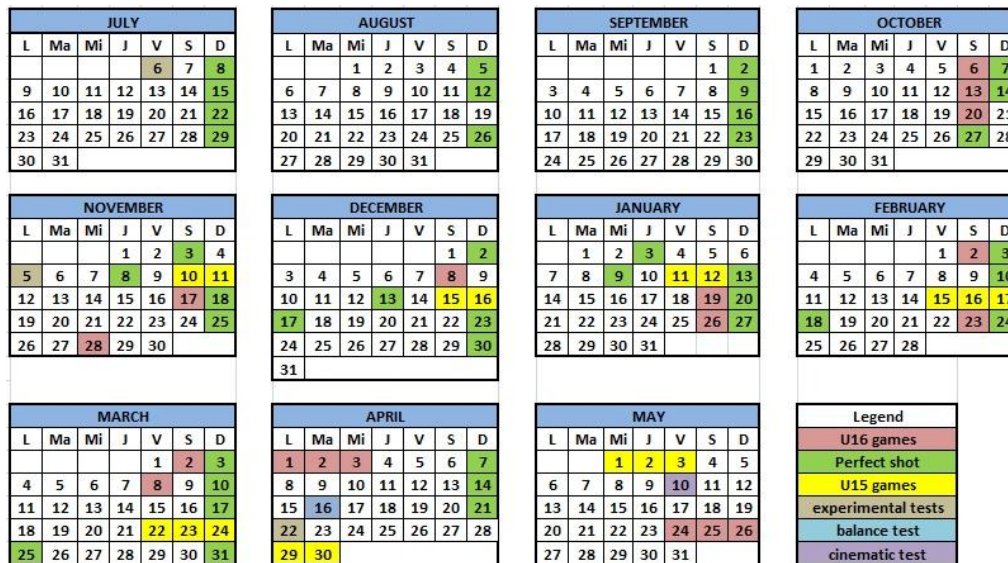 JULY
L Ma Mi J V S D
6 7 8
9 10 11 12 13 14 15
16 17 18 19 20 21 22
23 24 25 26 27 28 29
30 31
AUGUST
L Ma Mi J V S D
1 2 3 4 5
6 7 8 9 10 11 12
13 14 15 16 17 18 19
20 21 22 23 24 25 26
27 28 29 30 31
SEPTEMBER
L Ma Mi J V S D
1 2
3 4 5 6 7 8 9
10 11 12 13 14 15 16
17 18 19 20 21 22 23
24 25 26 27 28 29 30
OCTOBER
L Ma Mi J V S D
1 2 3 4 5 6 7
8 9 10 11 12 13 14
15 16 17 18 19 20 21
22 23 24 25 26 27 28
29 30 31
NOVEMBER
L Ma Mi J V S D
1 2 3 4
5 6 7 8 9 10 11
12 13 14 15 16 17 18
19 20 21 22 23 24 25
26 27 28 29 30
DECEMBER
L Ma Mi J V S D
1 2
3 4 5 6 7 8 9
10 11 12 13 14 15 16
17 18 19 20 21 22 23
24 25 26 27 28 29 30
31
JANUARY
L Ma Mi J V S D
1 2 3 4 5 6
7 8 9 10 11 12 13
14 15 16 17 18 19 20
21 22 23 24 25 26 27
28 29 30 31
FEBRUARY
L Ma Mi J V S D
1 2 3
4 5 6 7 8 9 10
11 12 13 14 15 16 17
18 19 20 21 22 23 24
25 26 27 28
MARCH
L Ma Mi J V S D
1 2 3
4 5 6 7 8 9 10
11 12 13 14 15 16 17
18 19 20 21 22 23 24
25 26 27 28 29 30 31
APRIL
L Ma Mi J V S D
1 2 3 4 5 6 7
8 9 10 11 12 13 14
15 16 17 18 19 20 21
22 23 24 25 26 27 28
29 30
MAY
L Ma Mi J V S D
1 2 3 4 5
6 7 8 9 10 11 12
13 14 15 16 17 18 19
20 21 22 23 24 25 26
27 28 29 30 31
Legend
U16 games
Perfect shot
U15 games
experimental tests
balance test
cinematic test